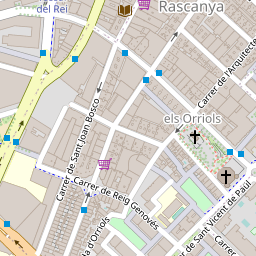 del Rei
Rascanya
Carrer de l'Arquitecte
els Orriols
Carrer de Sant Joan Bosco
Carrer de Reig Genovés
Carrer de Sant Vicent de Paül
a d'Orriols